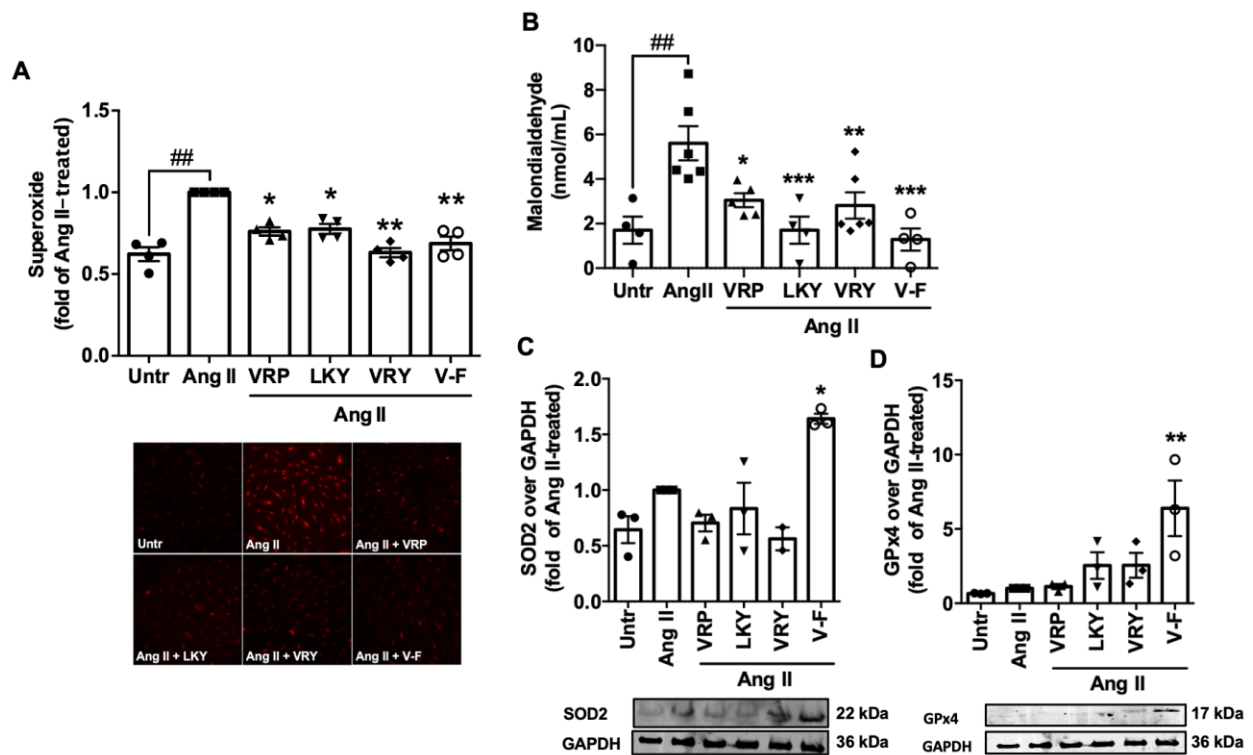 A
Superoxide
(fold of Ang II-treated)
1.5
1.0
0.5
0.0
##
*
*
**
**
Untr
Ang II
VRP
LKY
VRY
V-F
Ang II
Untr
Ang II
Ang II + VRP
Ang II + LKY
Ang II + VRY
Ang II + V-F
B
Malondialdehyde
(nmol/mL)
10
8
6
4
2
0
##
*
***
**
***
Untr
AngII
VRP
LKY
VRY
V-F
Ang II
C
SOD2 over GAPDH
(fold of Ang II-treated)
2.0
1.5
1.0
0.5
0.0
*
Untr
Ang II
VRP
LKY
VRY
V-F
Ang II
SOD2
22 kDa
GAPDH
36 kDa
D
GPx4 over GAPDH
(fold of Ang II-treated)
15
10
5
0
**
Untr
Ang II
VRP
LKY
VRY
V-F
Ang II
GPx4
17 kDa
GAPDH
36 kDa